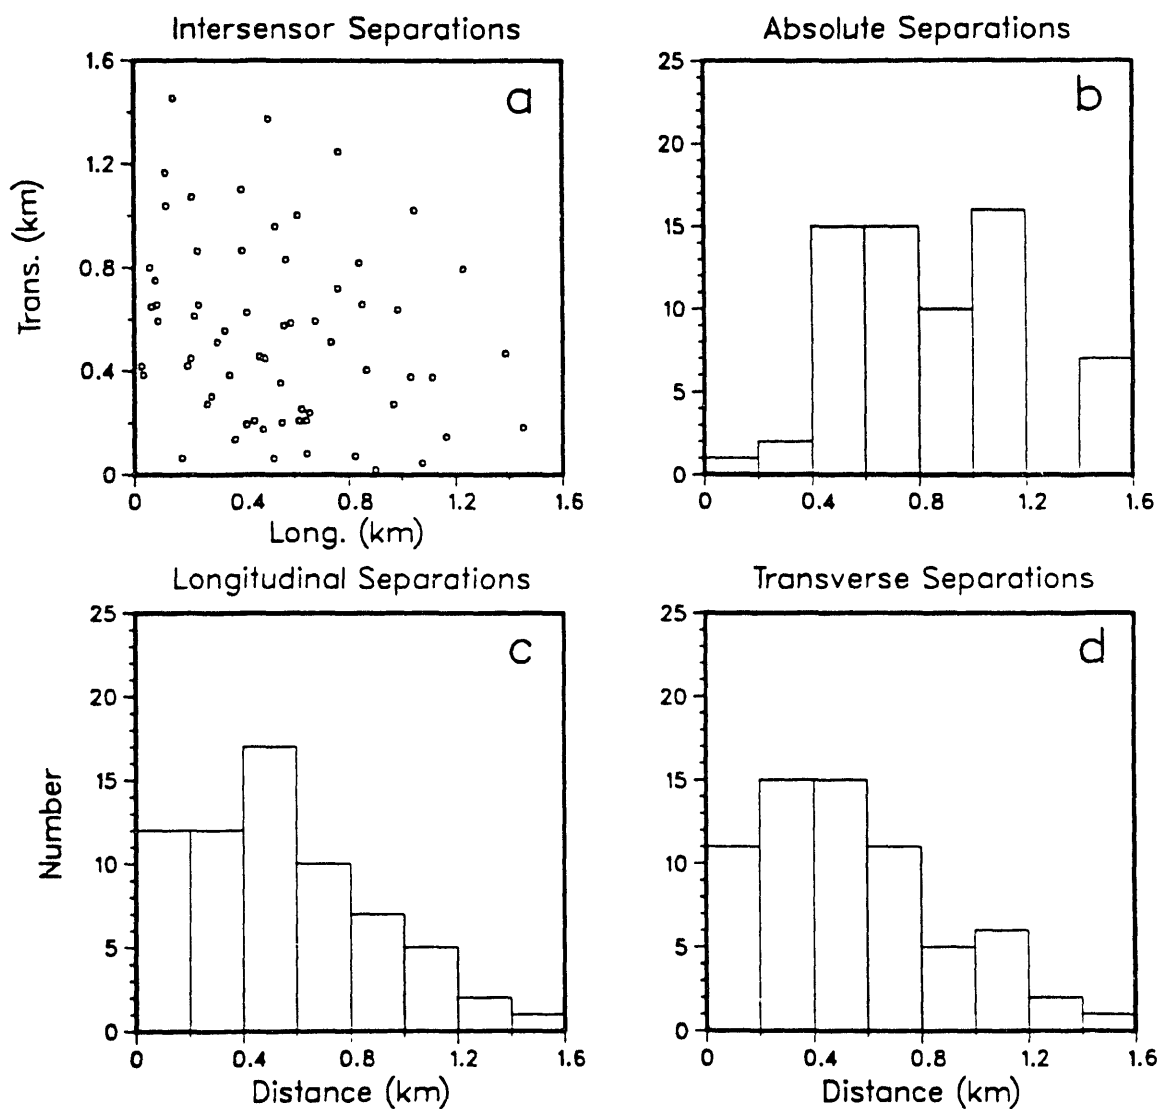 Intersensor Separations
a
1.6
1.2
0.8
0.4
0
Trans. (km)
0 0.4 0.8 1.2 1.6
Long. (km)
Absolute Separations
b
25
20
15
10
5
0
0 0.4 0.8 1.2 1.6
Longitudinal Separations
c
25
20
15
10
5
0
Number
0 0.4 0.8 1.2 1.6
Distance (km)
Transverse Separations
d
25
20
15
10
5
0
0 0.4 0.8 1.2 1.6
Distance (km)